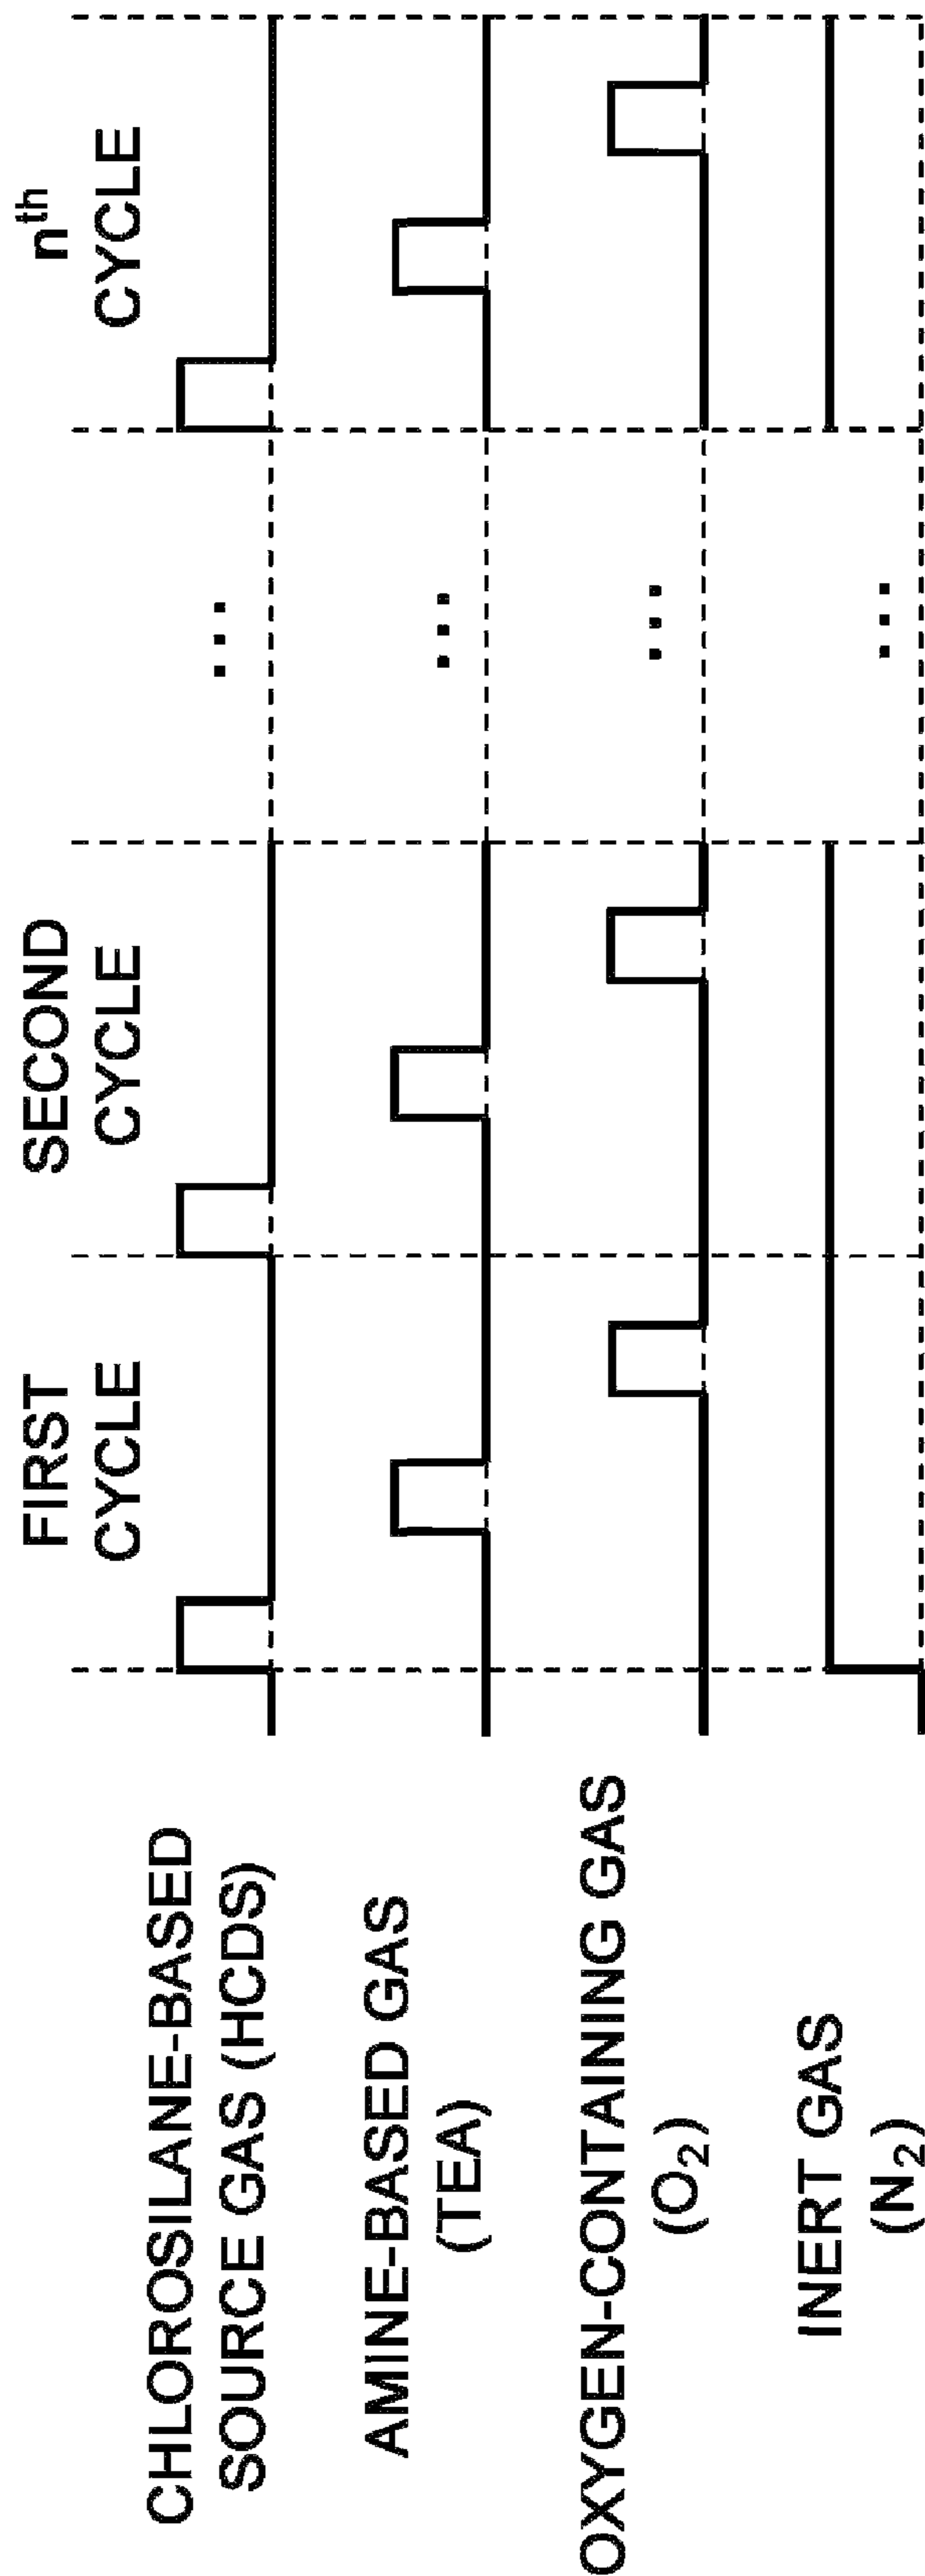 FIRST
CYCLE
SECOND
CYCLE
...
nth
CYCLE
CHLOROSILANE-BASED
SOURCE GAS (HCDS)
...
AMINE-BASED GAS
(TEA)
...
OXYGEN-CONTAINING GAS
(O2)
...
INERT GAS
(N2)